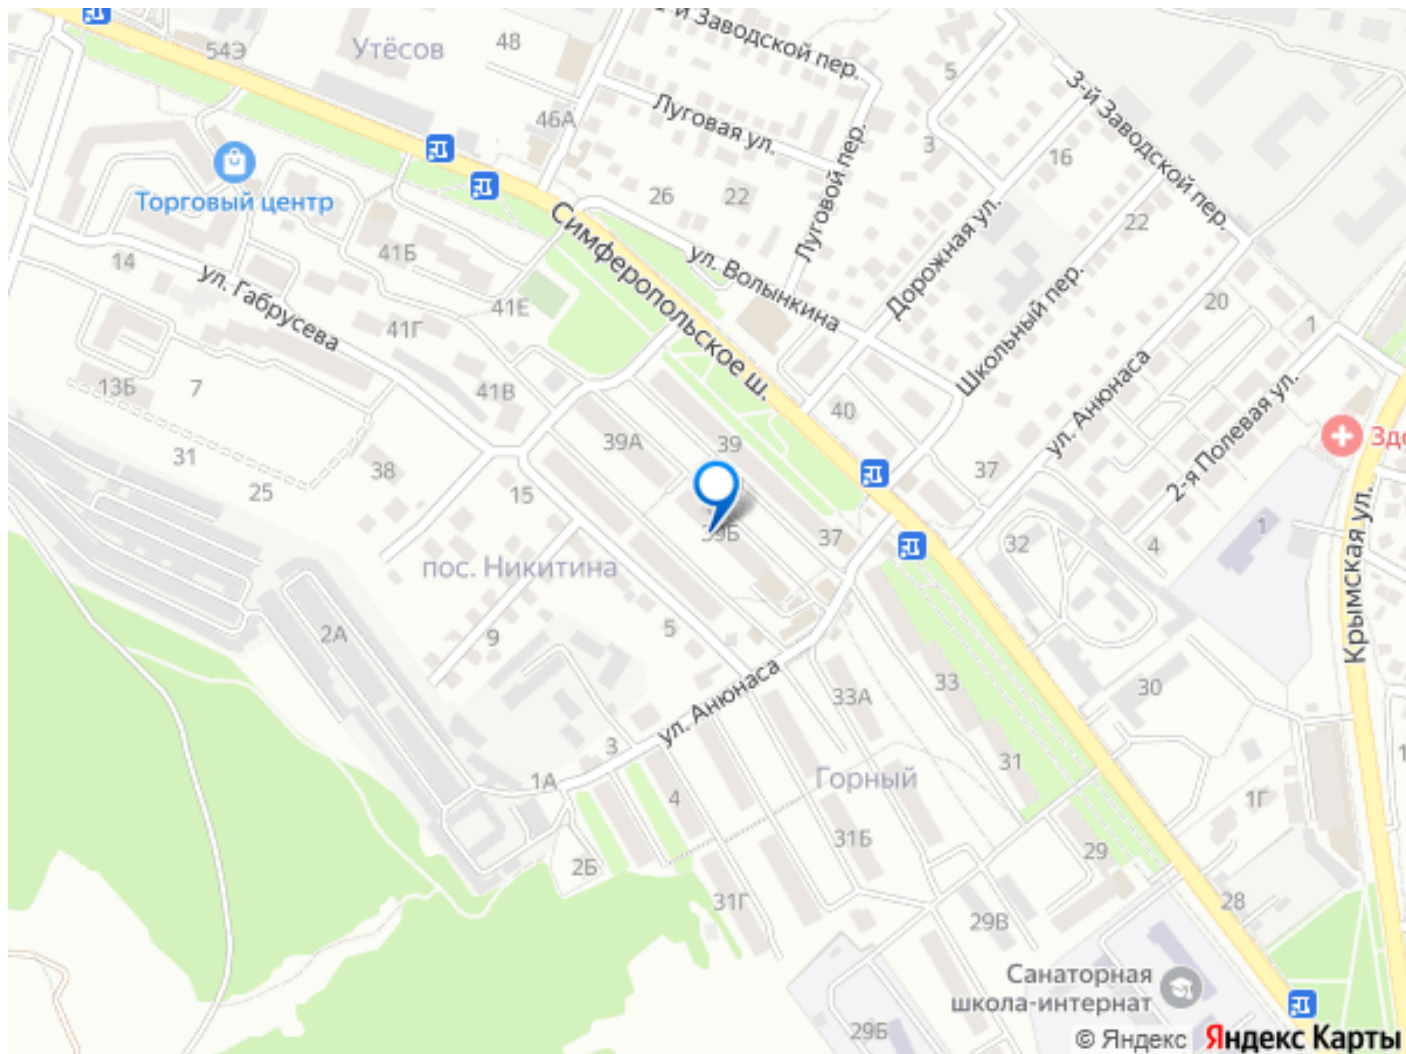 2-й Заводской пер.
48
Утёсов
54Э
5
3-й Заводской пер.
Луговая ул.
46А
3
16
Луговой пер.
Торговый центр
26
22
Дорожная ул.
22
Симферопольское ш.
ул. Волынкина
41Б
14
ул. Габрусева
Школьный пер.
20
41Е
41Г
1
13Б
7
41В
40
ул. Анюнаса
2-я Полевая ул.
39А
39
31
38
37
25
15
Здо
39Б
37
32
4
1
Крымская ул.
пос. Никитина
2А
9
5
33А
33
30
ул. Анюнаса
3
1А
Горный
31
4
1Г
31Б
29
2Б
31Г
29В
28
Санаторная
школа-интернат
29Б
© Яндекс Яндекс Карты